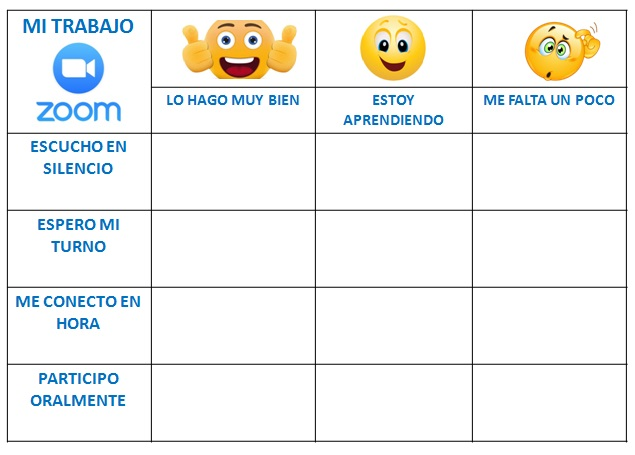 MI TRABAJO
zoom
LO HAGO MUY BIEN
ESTOY
APRENDIENDO
ME FALTA UN POCO
ESCUCHO EN
SILENCIO
ESPERO MI
TURNO
ME CONECTO EN
HORA
PARTICIPO
ORALMENTE